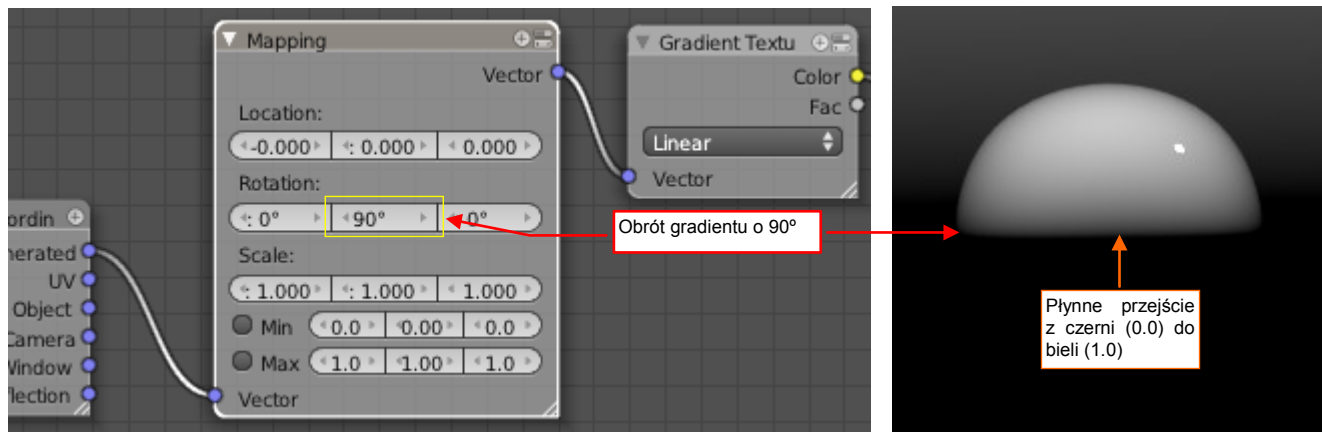 Mapping
Vector
Location:
-0.000 : 0.000 0.000
Rotation:
: 0° 90° 0°
Scale:
: 1.000 : 1.000 1.000
Min 0.0 0.00 0.0
Max 1.0 1.00 1.0
Vector
ordin
nerated
UV
Object
Camera
Window
flection
Gradient Textu
Color
Fac
Linear
Vector
Obrót gradientu o 90º
Płynne przejście
z czerni (0.0) do
bieli (1.0)